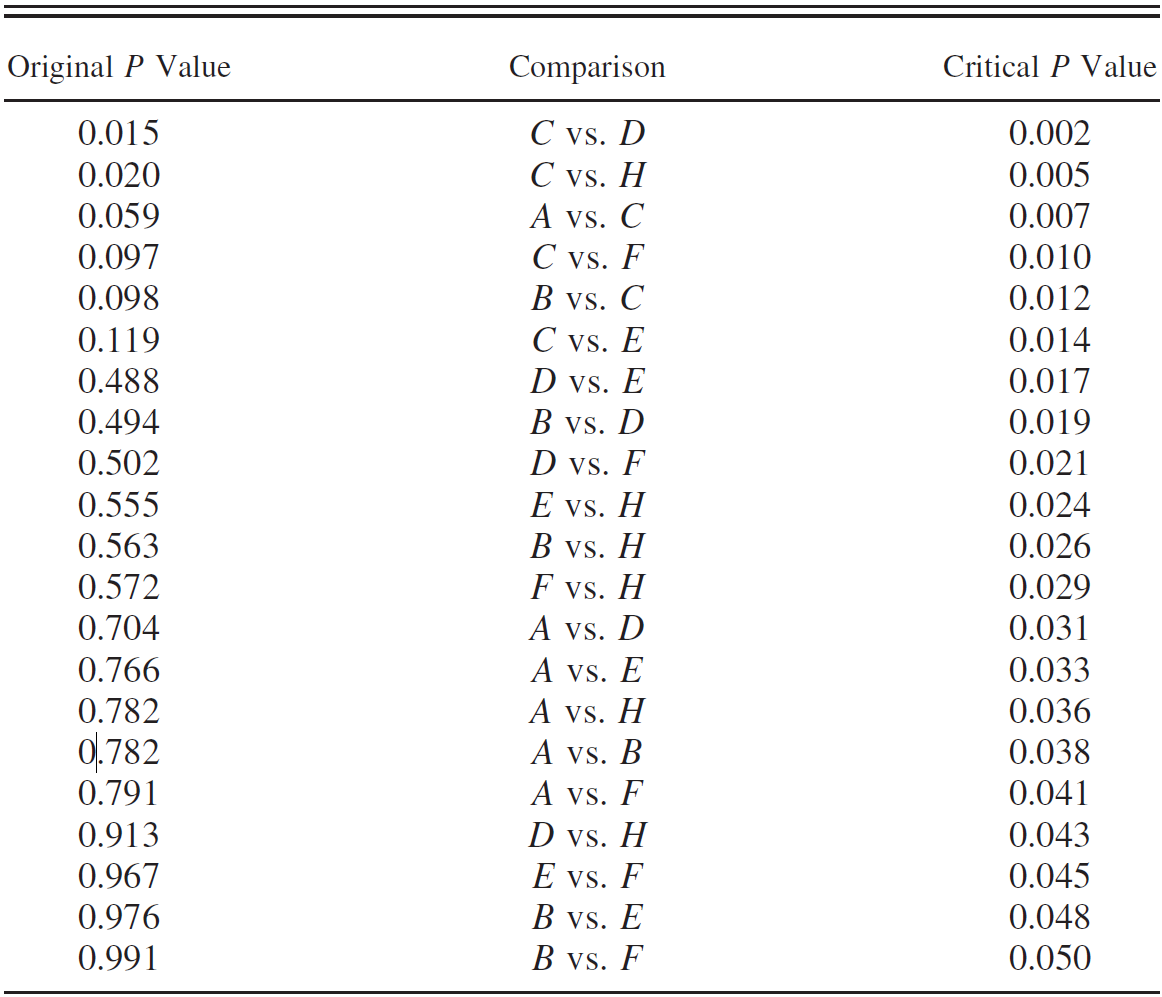 Original P Value Comparison Critical P Value
0.015 C vs. D 0.002
0.020 C vs. H 0.005
0.059 A vs. C 0.007
0.097 C vs. F 0.010
0.098 B vs. C 0.012
0.119 C vs. E 0.014
0.488 D vs. E 0.017
0.494 B vs. D 0.019
0.502 D vs. F 0.021
0.555 E vs. H 0.024
0.563 B vs. H 0.026
0.572 F vs. H 0.029
0.704 A vs. D 0.031
0.766 A vs. E 0.033
0.782 A vs. H 0.036
0.782 A vs. B 0.038
0.791 A vs. F 0.041
0.913 D vs. H 0.043
0.967 E vs. F 0.045
0.976 B vs. E 0.048
0.991 B vs. F 0.050